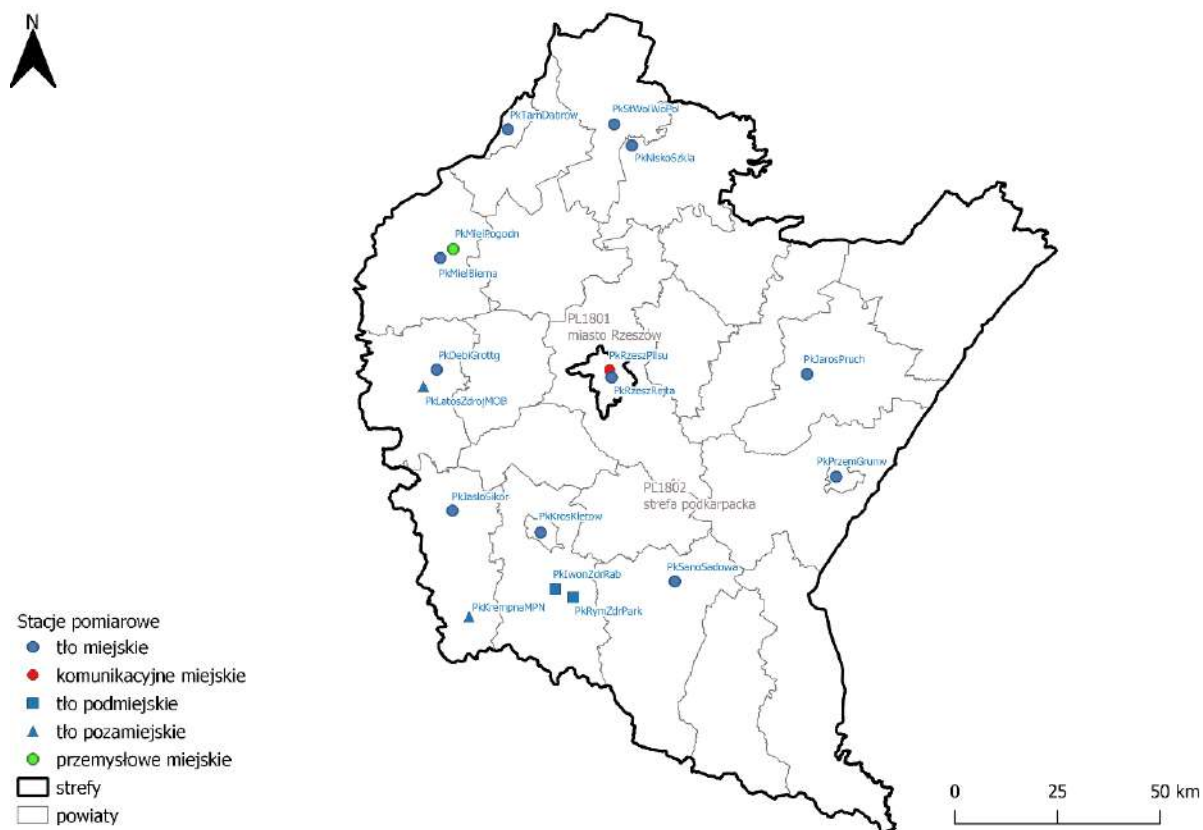 N
PkTarnDabrow
PkStWolWoPol
PkNiskoSzkla
PkMielPogodn
PkMielBierna
PL1801
miasto Rzeszów
PkDebiGrottg
PkRzeszPilsu
PkJarosPruch
PkRzeszRejta
PkLatosZdrojMOB
PkPrzemGrunw
PL1802
strefa podkarpacka
PkJasloSikor
PkKrosKletow
PkIwonZdrRab
PkSanoSadowa
PkKrempnaMPN
PkRymZdrPark
Stacje pomiarowe
tło miejskie
komunikacyjne miejskie
tło podmiejskie
tło pozamiejskie
przemysłowe miejskie
strefy
powiaty
0 25 50 km